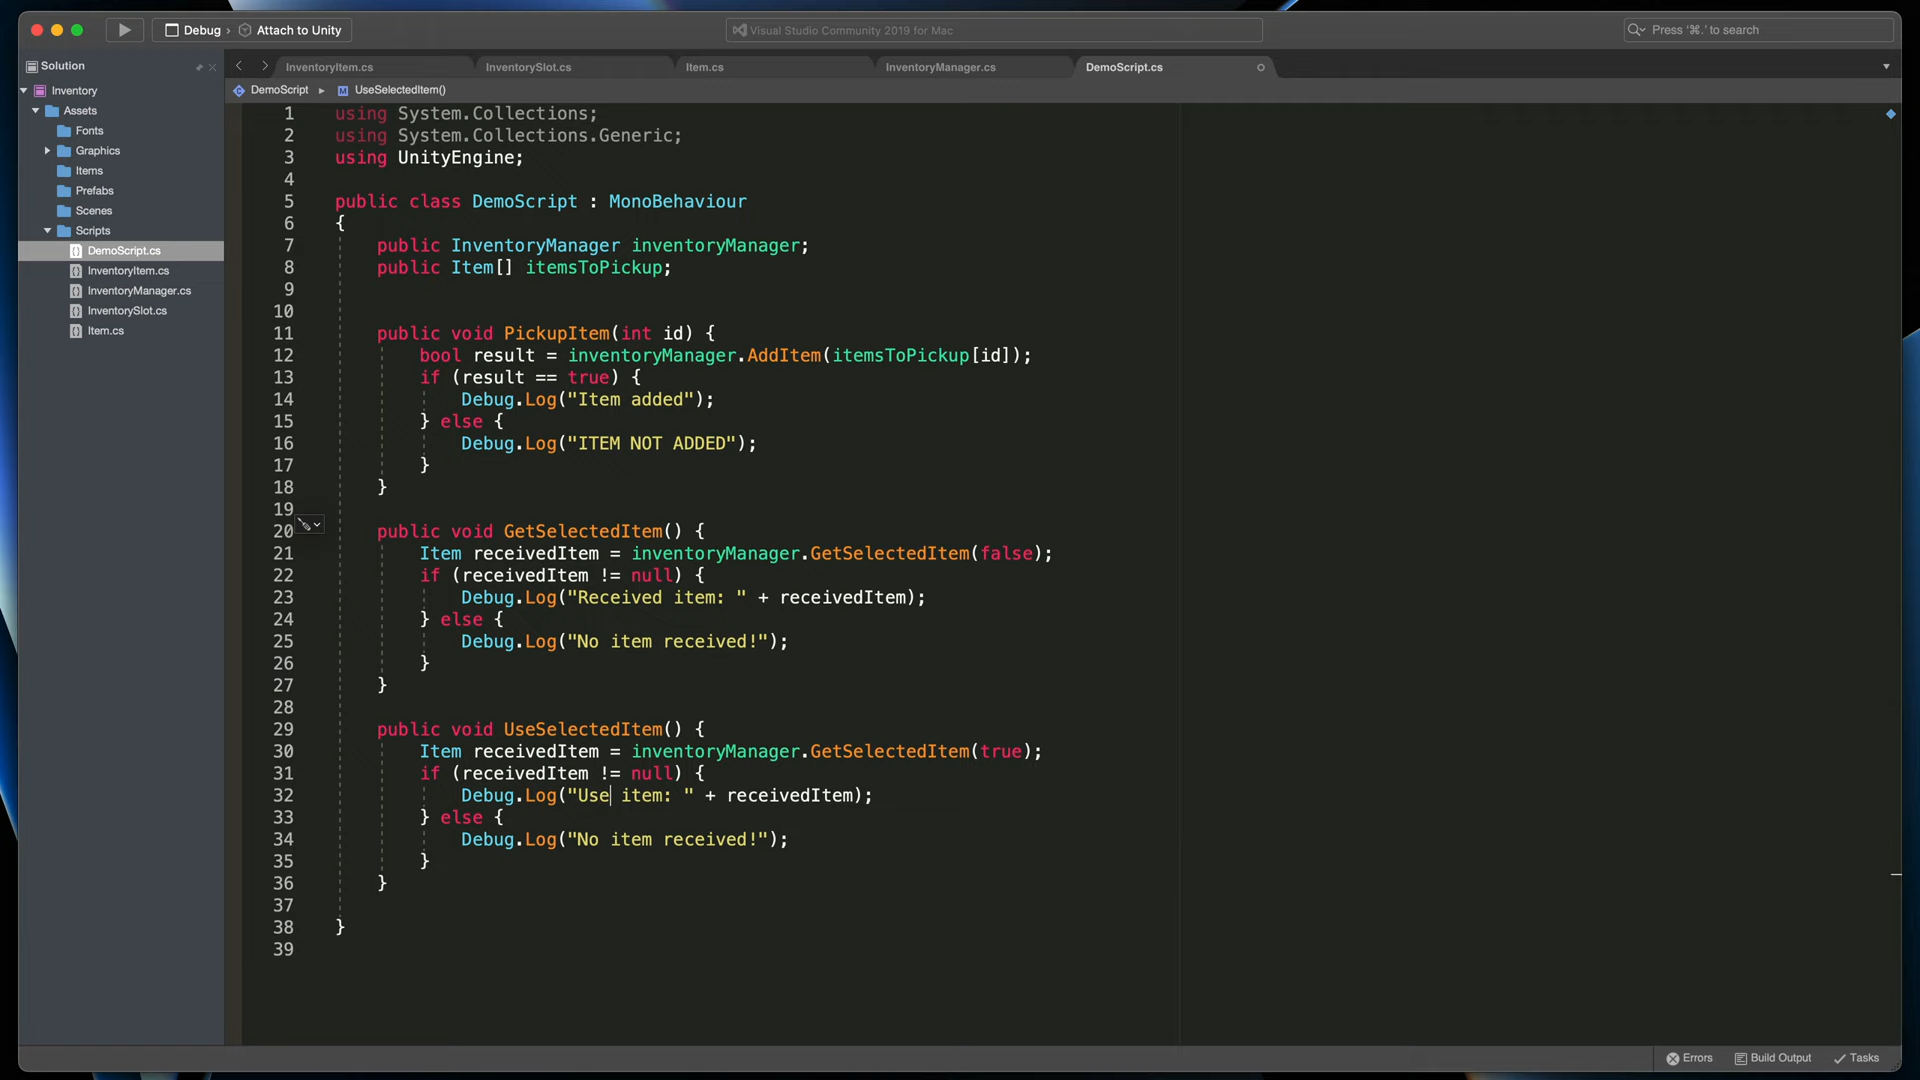 Debug › Attach to Unity
Visual Studio Community 2019 for Mac
Press '⌘.' to search
Solution
InventoryItem.cs
InventorySlot.cs
Item.cs
InventoryManager.cs
DemoScript.cs
Inventory
Assets
Fonts
Graphics
Items
Prefabs
Scenes
Scripts
DemoScript.cs
InventoryItem.cs
InventoryManager.cs
InventorySlot.cs
Item.cs
DemoScript ▸ UseSelectedItem()
1 using System.Collections;
2 using System.Collections.Generic;
3 using UnityEngine;
4
5 public class DemoScript : MonoBehaviour
6 {
7 public InventoryManager inventoryManager;
8 public Item[] itemsToPickup;
9
10
11 public void PickupItem(int id) {
12 bool result = inventoryManager.AddItem(itemsToPickup[id]);
13 if (result == true) {
14 Debug.Log("Item added");
15 } else {
16 Debug.Log("ITEM NOT ADDED");
17 }
18 }
19
20 public void GetSelectedItem() {
21 Item receivedItem = inventoryManager.GetSelectedItem(false);
22 if (receivedItem != null) {
23 Debug.Log("Received item: " + receivedItem);
24 } else {
25 Debug.Log("No item received!");
26 }
27 }
28
29 public void UseSelectedItem() {
30 Item receivedItem = inventoryManager.GetSelectedItem(true);
31 if (receivedItem != null) {
32 Debug.Log("Use item: " + receivedItem);
33 } else {
34 Debug.Log("No item received!");
35 }
36 }
37
38 }
39
Errors
Build Output
Tasks